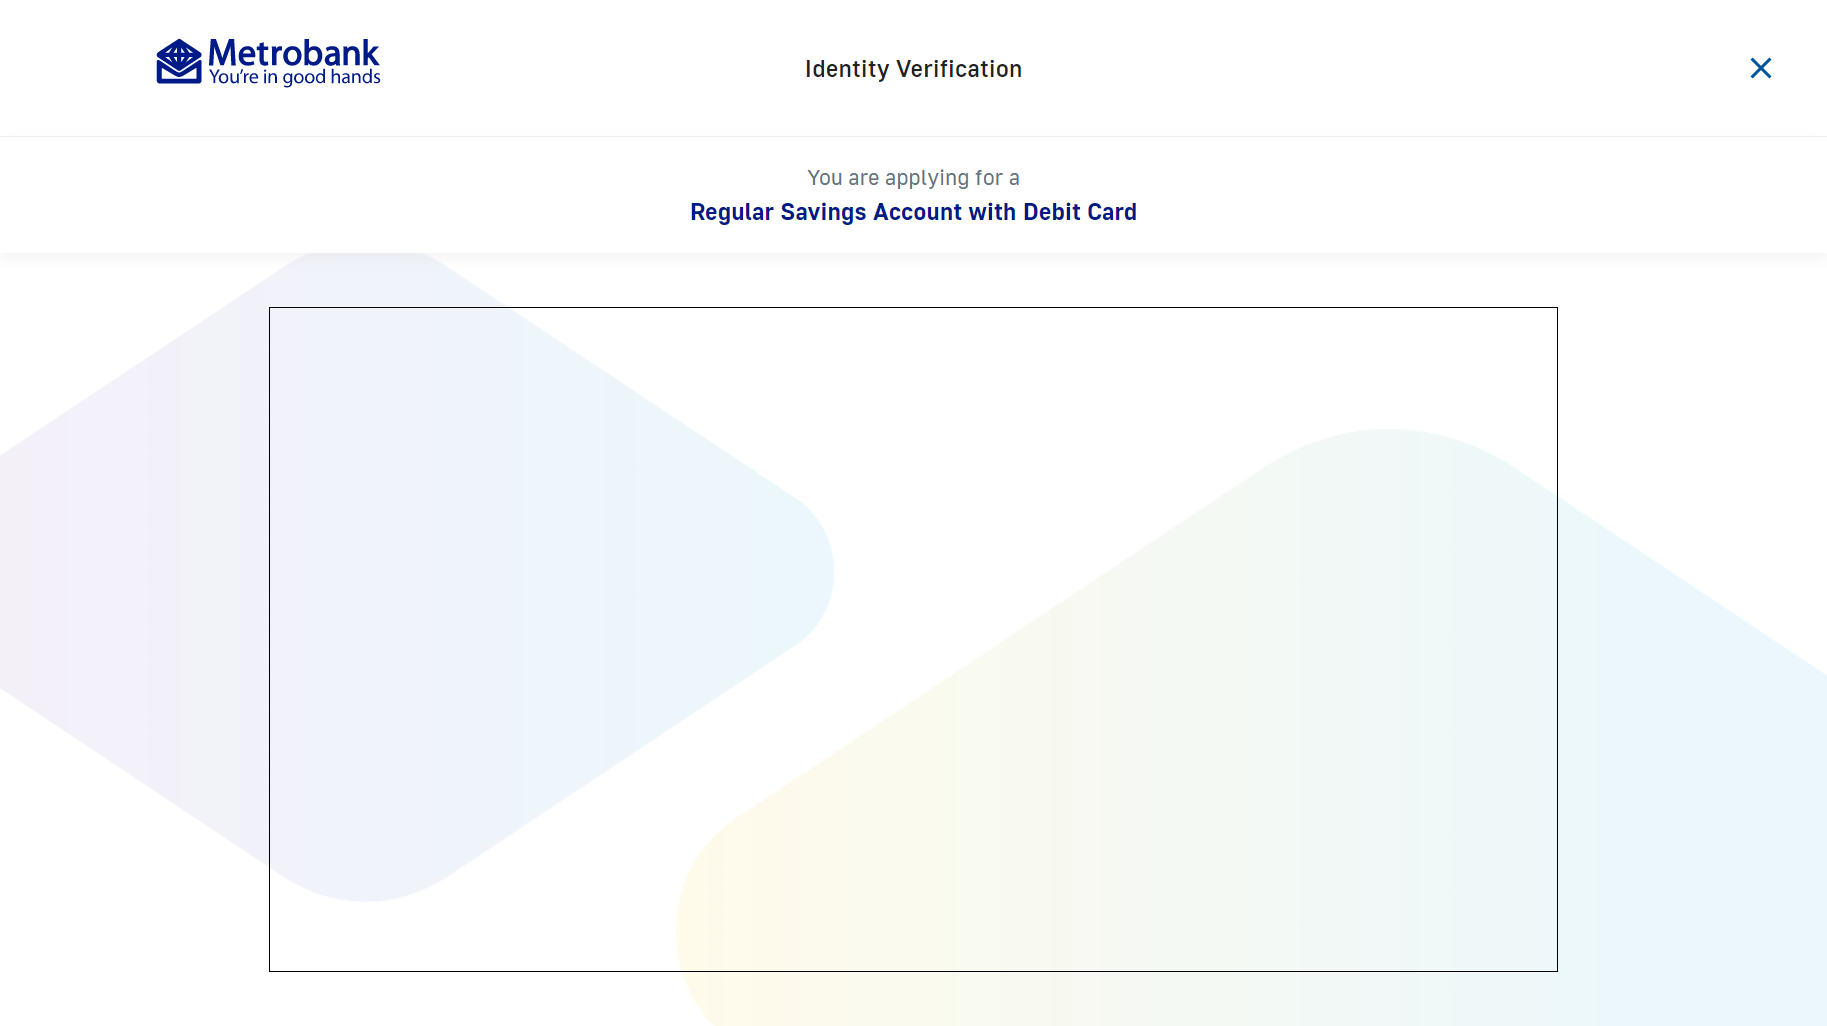 Metrobank
You're in good hands
Identity Verification
You are applying for a
Regular Savings Account with Debit Card